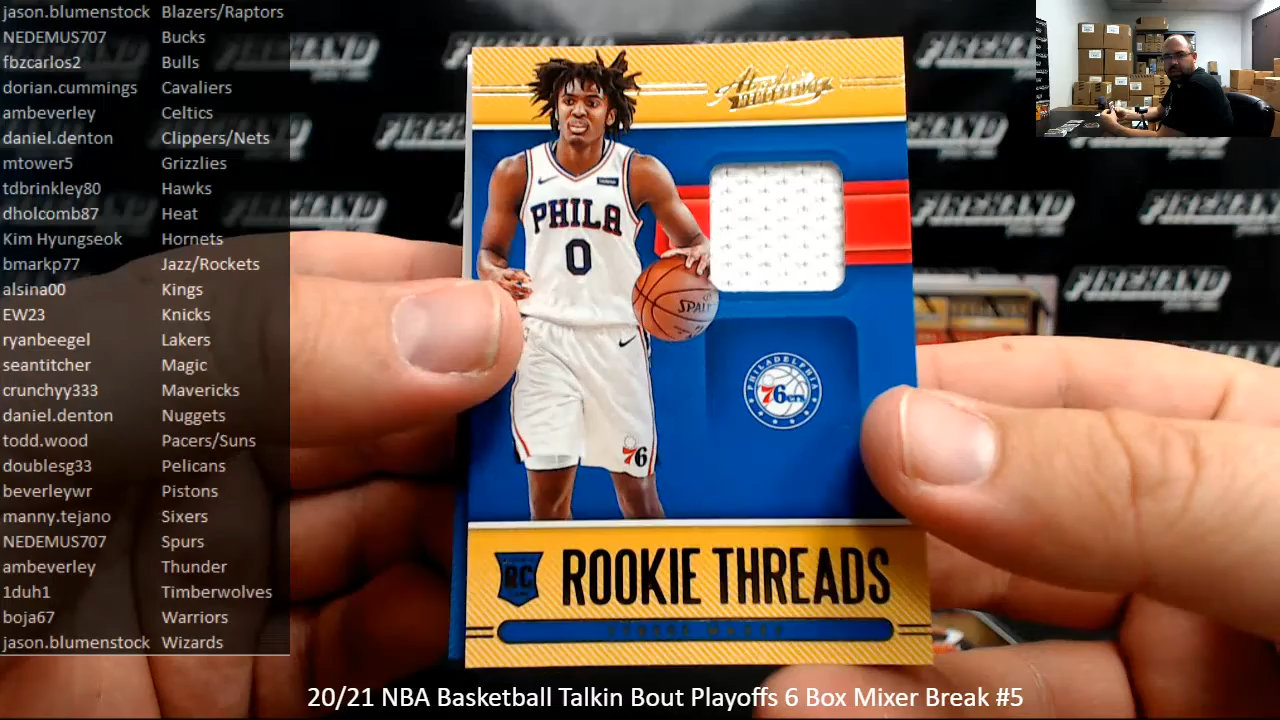 jason.blumenstock Blazers/Raptors
NEDEMUS707 Bucks
fbzcarlos2 Bulls
dorian.cummings Cavaliers
ambeverley Celtics
daniel.denton Clippers/Nets
mtower5 Grizzlies
tdbrinkley80 Hawks
dholcomb87 Heat
Kim Hyungseok Hornets
bmarkp77 Jazz/Rockets
alsina00 Kings
EW23 Knicks
ryanbeegel Lakers
seantitcher Magic
crunchyy333 Mavericks
daniel.denton Nuggets
todd.wood Pacers/Suns
doublesg33 Pelicans
beverleywr Pistons
manny.tejano Sixers
NEDEMUS707 Spurs
ambeverley Thunder
1duh1 Timberwolves
boja67 Warriors
jason.blumenstock Wizards
FIREHAND
FIREHAND
FIREHAND
FIREHAND
Absolute
PHILA
0
SPAL
PHILADELPHIA
76ers
76
RC
ROOKIE THREADS
20/21 NBA Basketball Talkin Bout Playoffs 6 Box Mixer Break #5